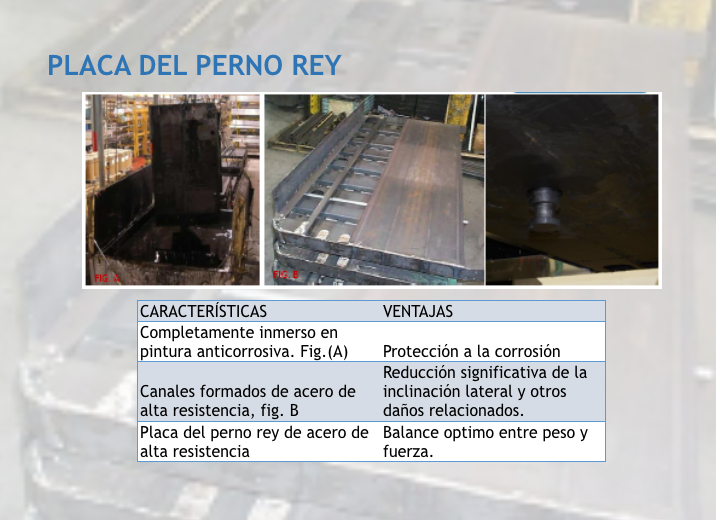 PLACA DEL PERNO REY
FIG. A
FIG. B
CARACTERÍSTICAS VENTAJAS
Completamente inmerso en
pintura anticorrosiva. Fig.(A) Protección a la corrosión
Reducción significativa de la
Canales formados de acero de inclinación lateral y otros
alta resistencia, fig. B daños relacionados.
Placa del perno rey de acero de Balance optimo entre peso y
alta resistencia fuerza.